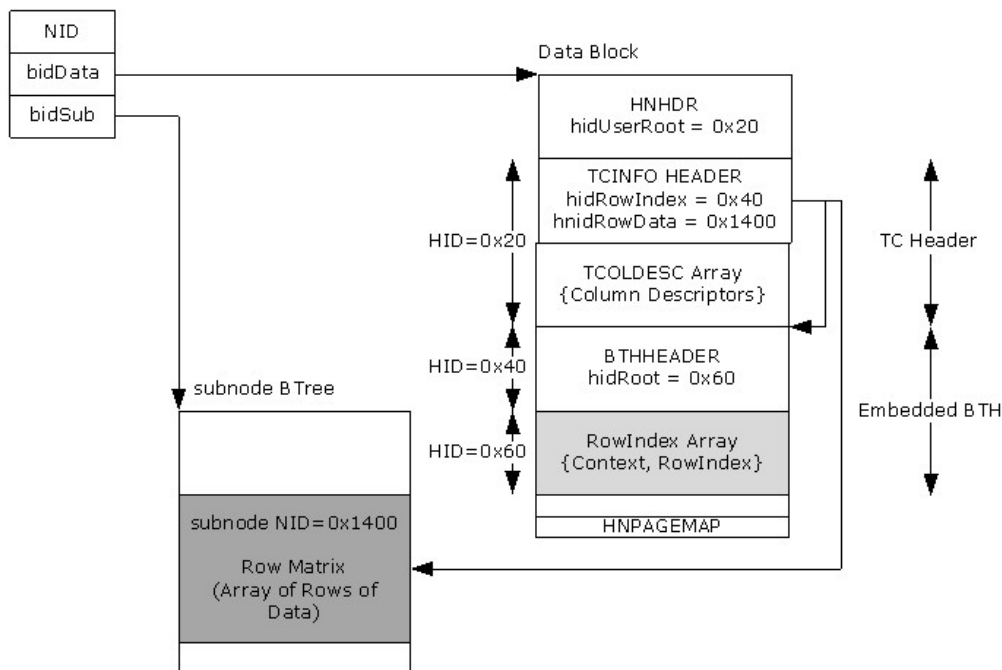 NID
bidData
bidSub
Data Block
HNHDR
hidUserRoot = 0x20
TCINFO HEADER
hidRowIndex = 0x40
hnidRowData = 0x1400
HID=0x20
TC Header
TCOLDESC Array
{Column Descriptors}
HID=0x40
BTHHEADER
hidRoot = 0x60
subnode BTree
Embedded BTH
HID=0x60
RowIndex Array
{Context, RowIndex}
HNPAGEMAP
subnode NID=0x1400
Row Matrix
(Array of Rows of
Data)